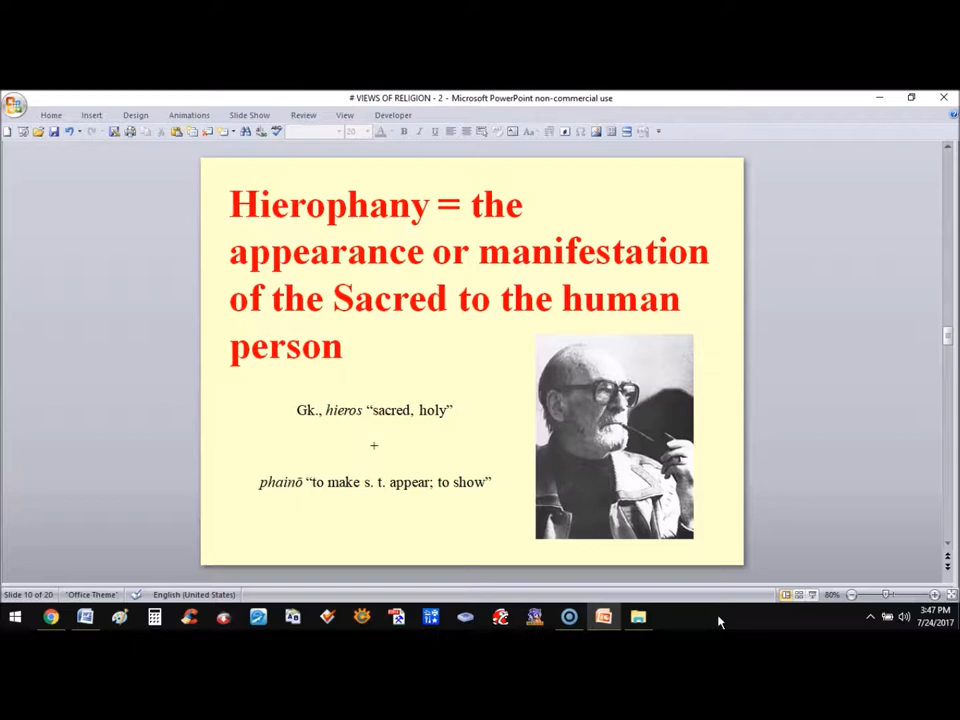 # VIEWS OF RELIGION - 2 - Microsoft PowerPoint non-commercial use
Home Insert Design Animations Slide Show Review View Developer
20
Hierophany = the
appearance or manifestation
of the Sacred to the human
person
Gk., hieros “sacred, holy”
+
phainō “to make s. t. appear; to show”
Slide 10 of 20 "Office Theme" English (United States) 80%
3:47 PM
7/24/2017